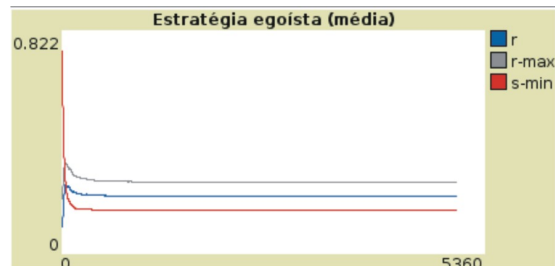 Estratégia egoísta (média)
0.822
r
r-max
s-min
0
0
5360